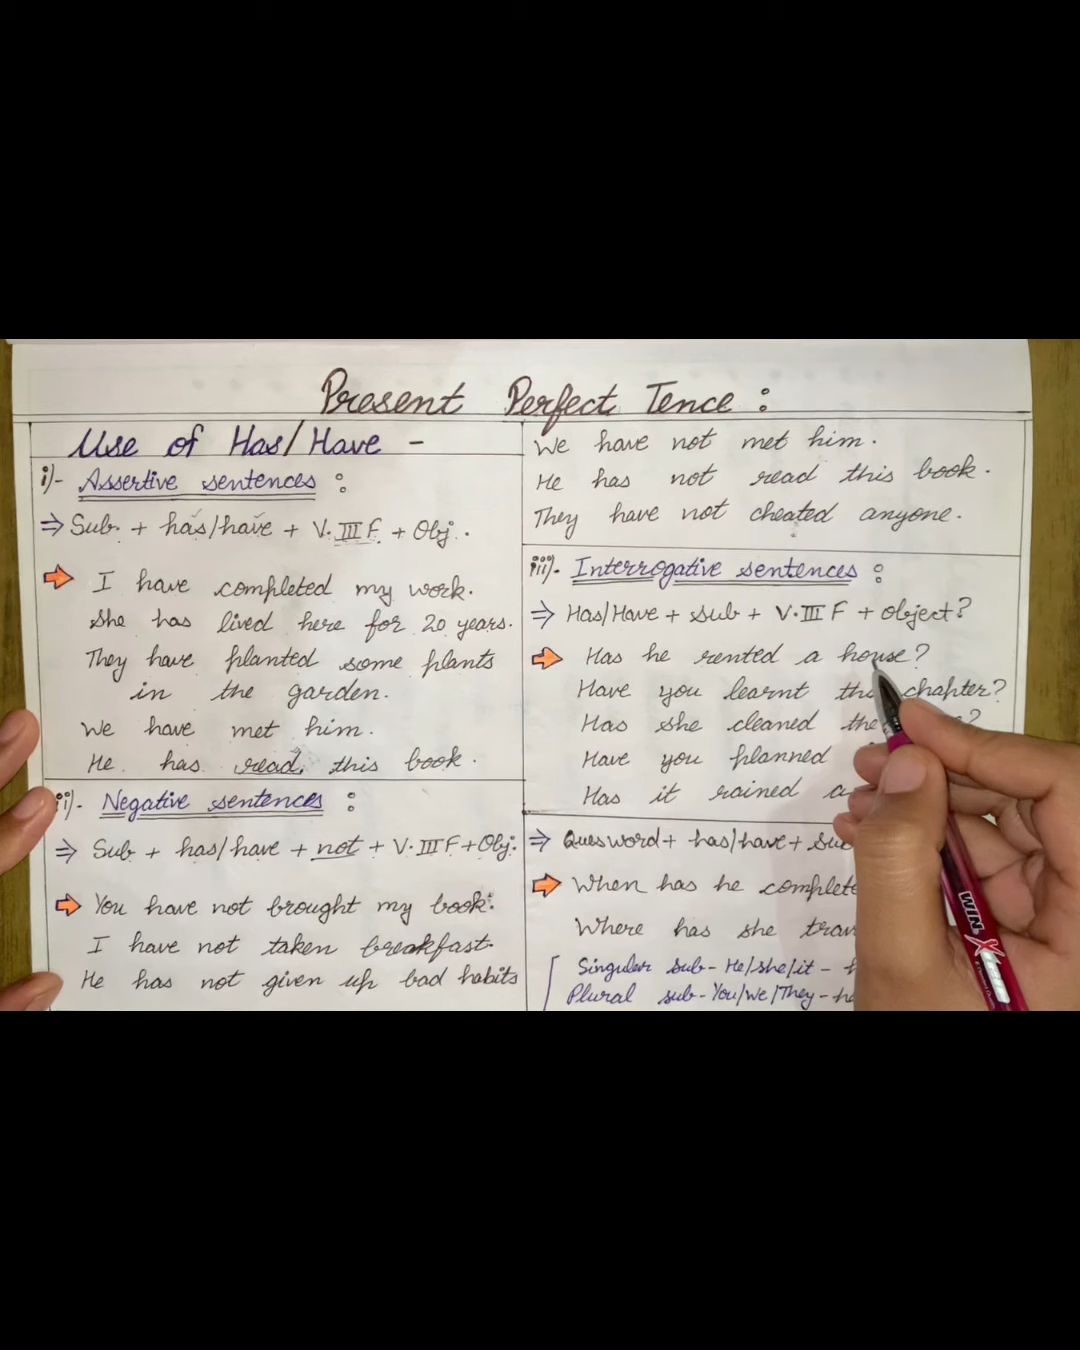 Present Perfect Tence :
Use of Has/Have -
i)- Assertive sentences :
⇒ Sub. + has/have + V.III F. + Obj.
I have completed my work.
She has lived here for 20 years.
They have planted some plants
in the garden.
We have met him.
He has read this book.
ii)- Negative sentences :
⇒ Sub + has/have + not + V.III F + Obj.
You have not brought my book.
I have not taken breakfast.
He has not given up bad habits
We have not met him.
He has not read this book.
They have not cheated anyone.
iii)- Interrogative sentences :
⇒ Has/Have + sub + V.III F + object?
Has he rented a house?
Have you learnt chapter?
Has she cleaned the ?
Have you planned
Has it rained
⇒ Ques word + has/have +
When has he
Where has she
Singular sub - He/she/it -
Plural sub - You/We/They -
WIN X